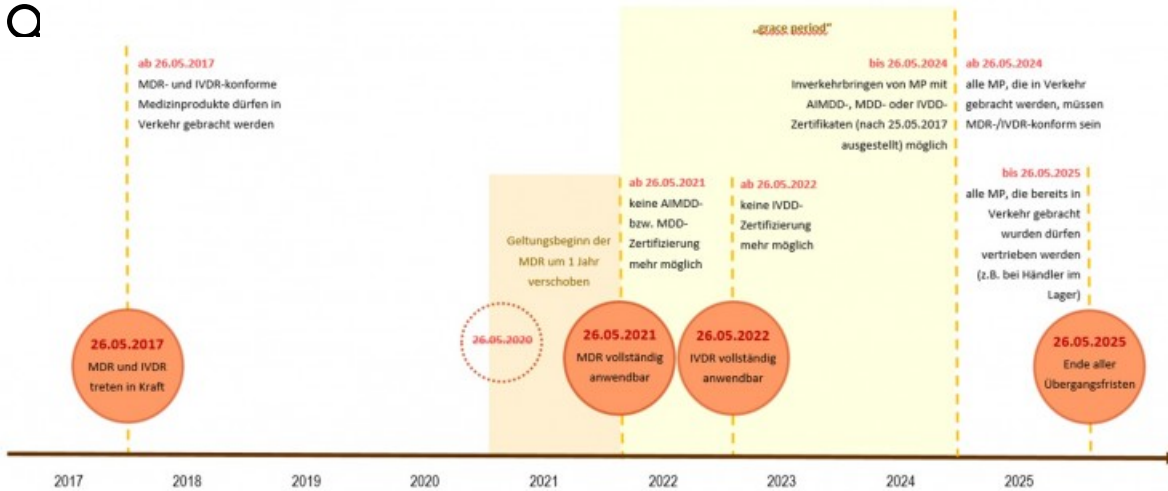 „grace period"
ab 26.05.2017
MDR- und IVDR-konforme
Medizinprodukte dürfen in
Verkehr gebracht werden
bis 26.05.2024
Inverkehrbringen von MP mit
AIMDD-, MDD- oder IVDD-
Zertifikaten (nach 25.05.2017
ausgestellt) möglich
ab 26.05.2024
alle MP, die in Verkehr
gebracht werden, müssen
MDR-/IVDR-konform sein
bis 26.05.2025
alle MP, die bereits in
Verkehr gebracht
wurden dürfen
vertrieben werden
(z.B. bei Händler im
Lager)
ab 26.05.2021
keine AIMDD-
bzw. MDD-
Zertifizierung
mehr möglich
ab 26.05.2022
keine IVDD-
Zertifizierung
mehr möglich
Geltungsbeginn der
MDR um 1 Jahr
verschoben
26.05.2017
MDR und IVDR
treten in Kraft
26.05.2020
26.05.2021
MDR vollständig
anwendbar
26.05.2022
IVDR vollständig
anwendbar
26.05.2025
Ende aller
Übergangsfristen
2017 2018 2019 2020 2021 2022 2023 2024 2025